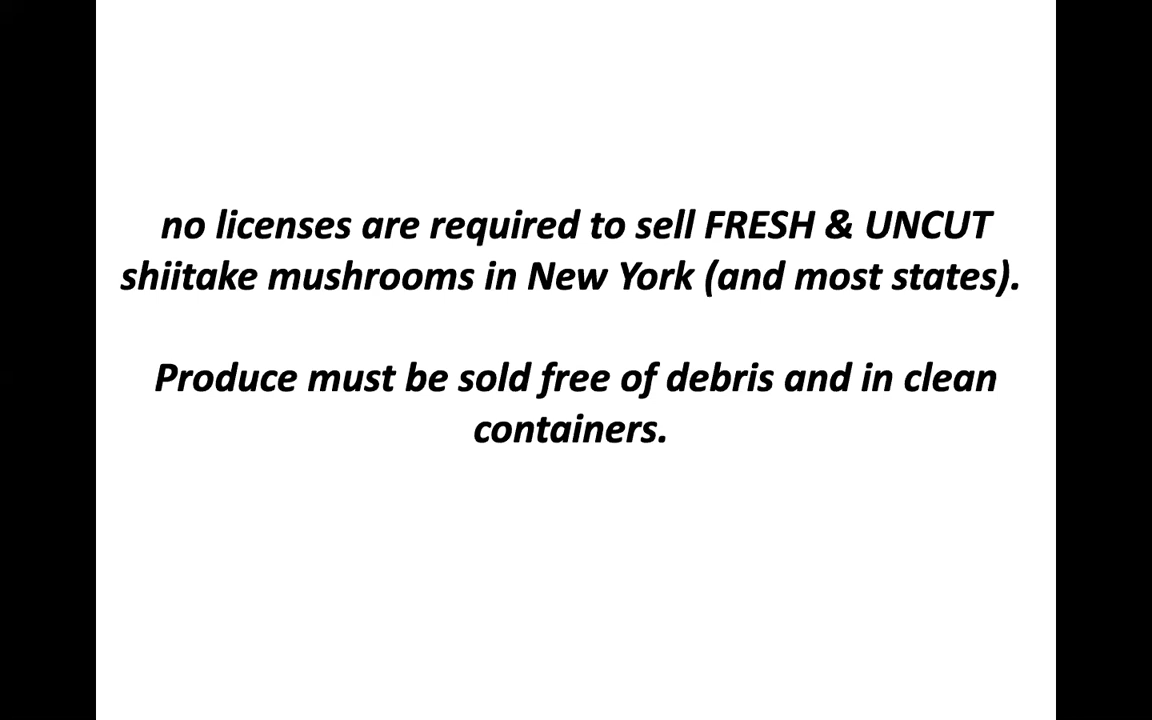 no licenses are required to sell FRESH & UNCUT
shiitake mushrooms in New York (and most states).
Produce must be sold free of debris and in clean
containers.